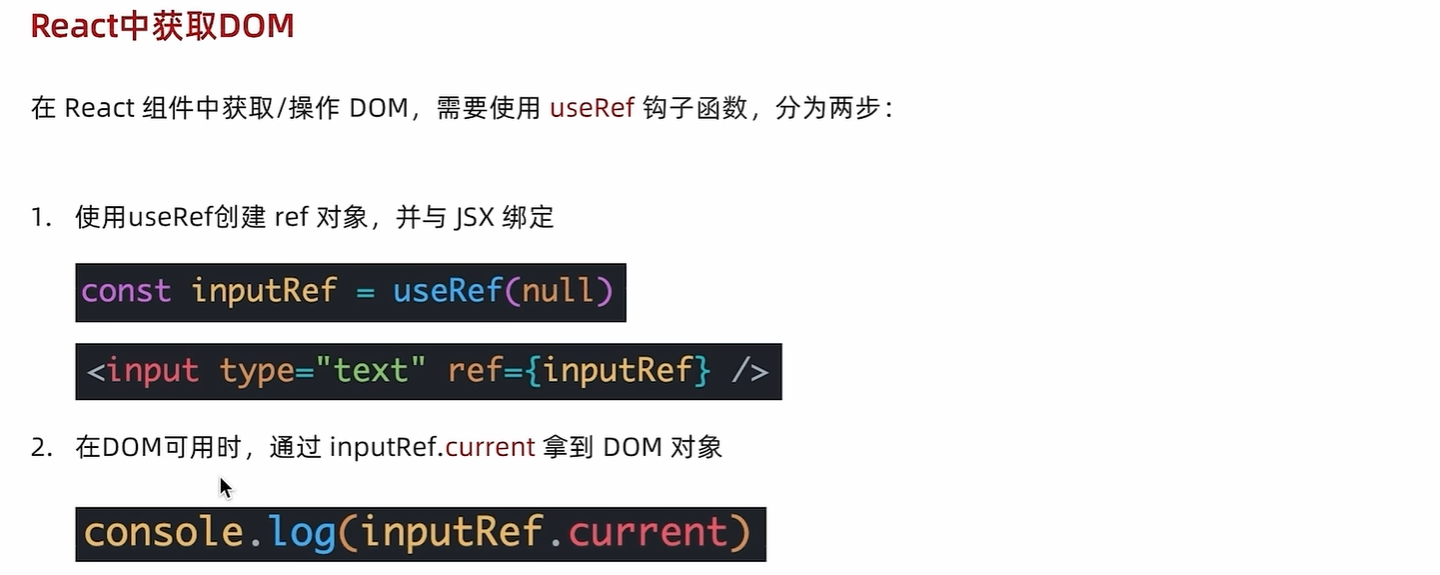 React中获取DOM
在 React 组件中获取/操作 DOM，需要使用 useRef 钩子函数，分为两步：
1. 使用useRef创建 ref 对象，并与 JSX 绑定
const inputRef = useRef(null)
<input type="text" ref={inputRef} />
2. 在DOM可用时，通过 inputRef.current 拿到 DOM 对象
console.log(inputRef.current)